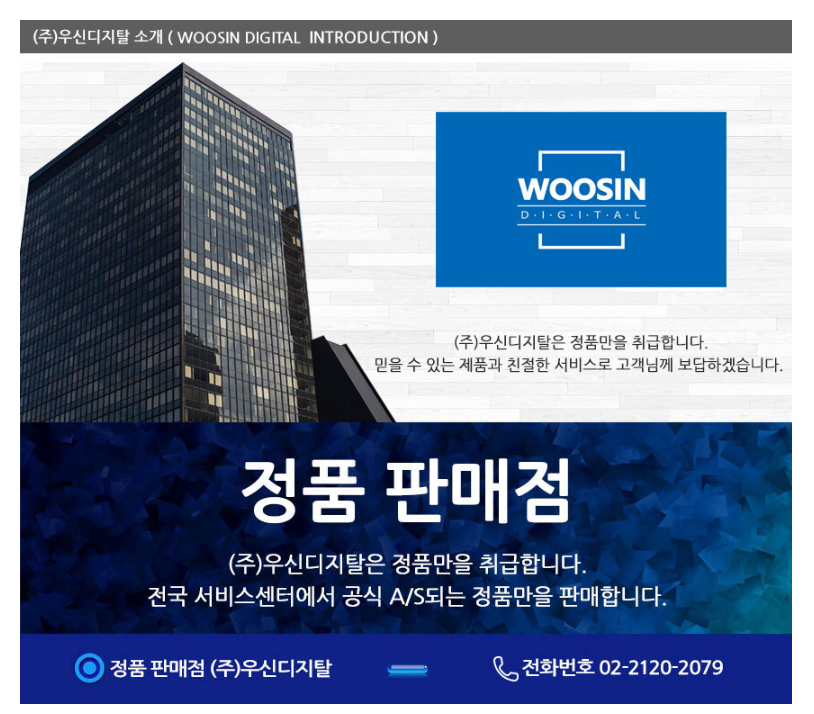 (주)우신디지탈 소개 ( WOOSIN DIGITAL INTRODUCTION )
WOOSIN
D·I·G·I·T·A·L
(주)우신디지탈은 정품만을 취급합니다.
믿을 수 있는 제품과 친절한 서비스로 고객님께 보답하겠습니다.
정품 판매점
(주)우신디지탈은 정품만을 취급합니다.
전국 서비스센터에서 공식 A/S되는 정품만을 판매합니다.
정품 판매점 (주)우신디지탈
전화번호 02-2120-2079